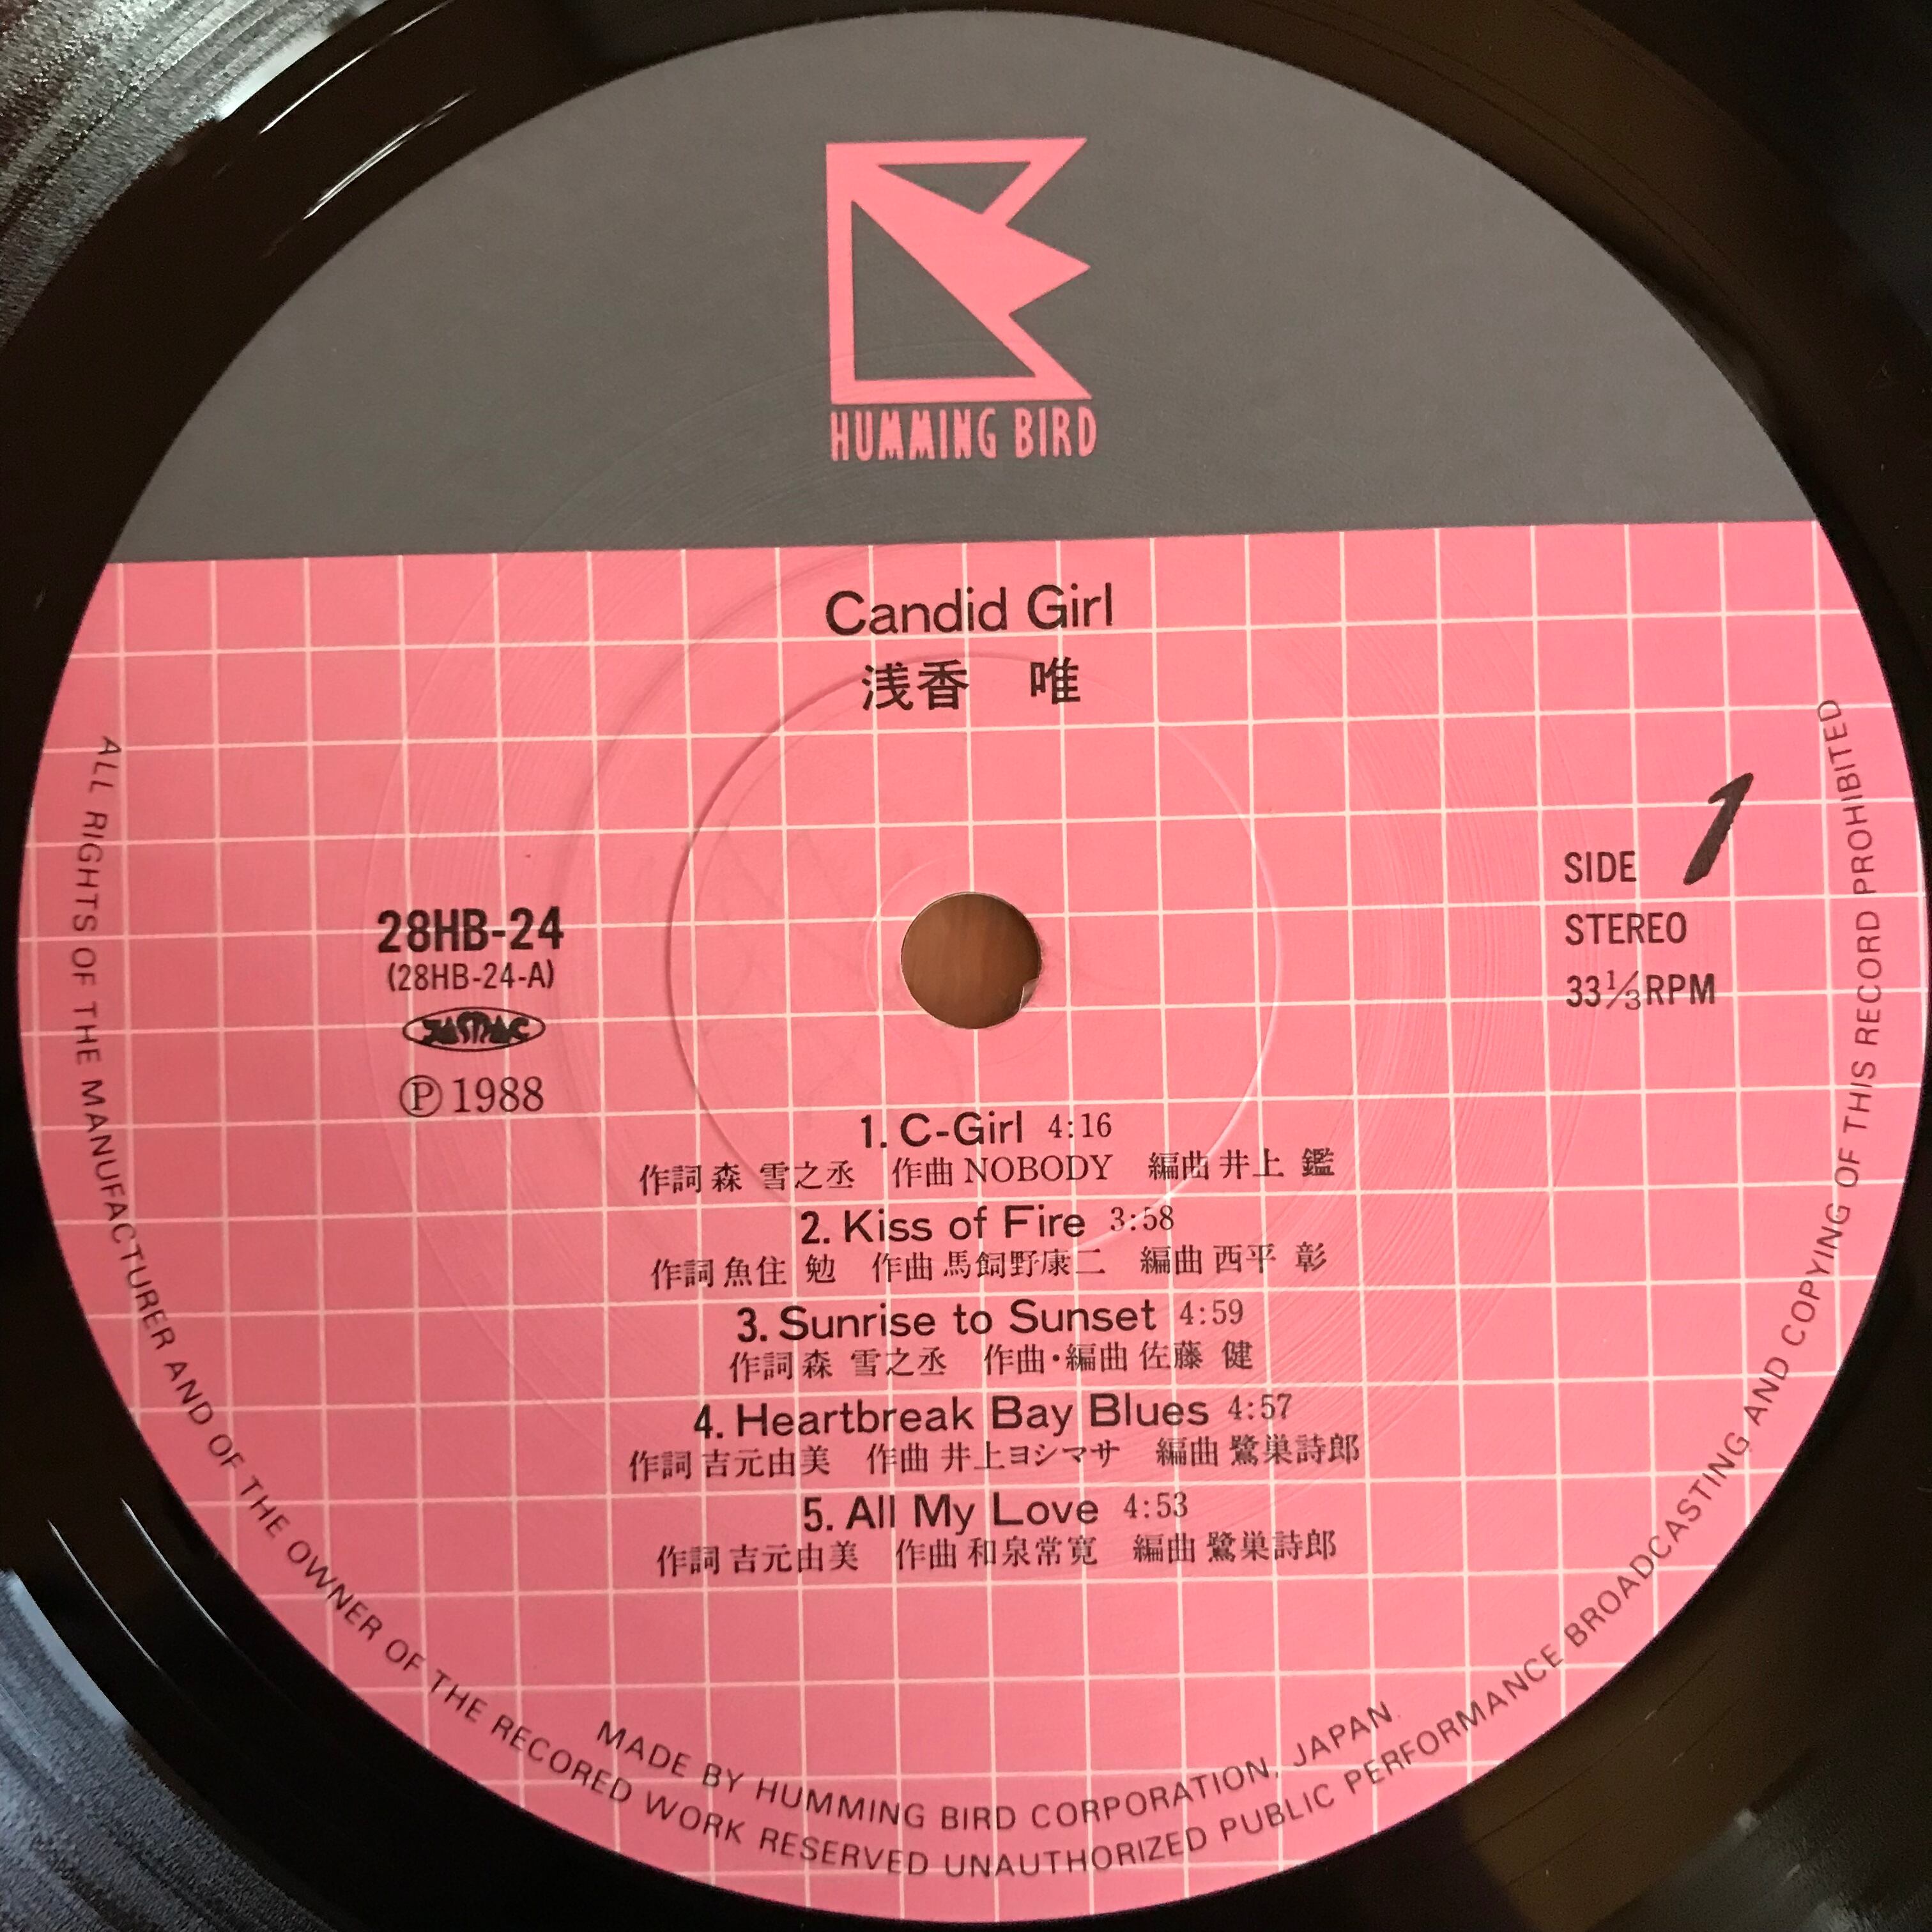 HUMMING BIRD
Candid Girl
浅香　唯
SIDE 1
STEREO
33⅓RPM
28HB-24
(28HB-24-A)
JASRAC
Ⓟ1988
1. C-Girl 4:16
作詞 森 雪之丞　作曲 NOBODY　編曲 井上 鑑
2. Kiss of Fire 3:58
作詞 魚住 勉　作曲 馬飼野康二　編曲 西平 彰
3. Sunrise to Sunset 4:59
作詞 森 雪之丞　作曲・編曲 佐藤 健
4. Heartbreak Bay Blues 4:57
作詞 吉元由美　作曲 井上ヨシマサ　編曲 鷺巣詩郎
5. All My Love 4:53
作詞 吉元由美　作曲 和泉常寛　編曲 鷺巣詩郎
MADE BY HUMMING BIRD CORPORATION, JAPAN.
ALL RIGHTS OF THE MANUFACTURER AND OF THE OWNER OF THE RECORED WORK RESERVED UNAUTHORIZED PUBLIC PERFORMANCE BROADCASTING AND COPYING OF THIS RECORD PROHIBITED